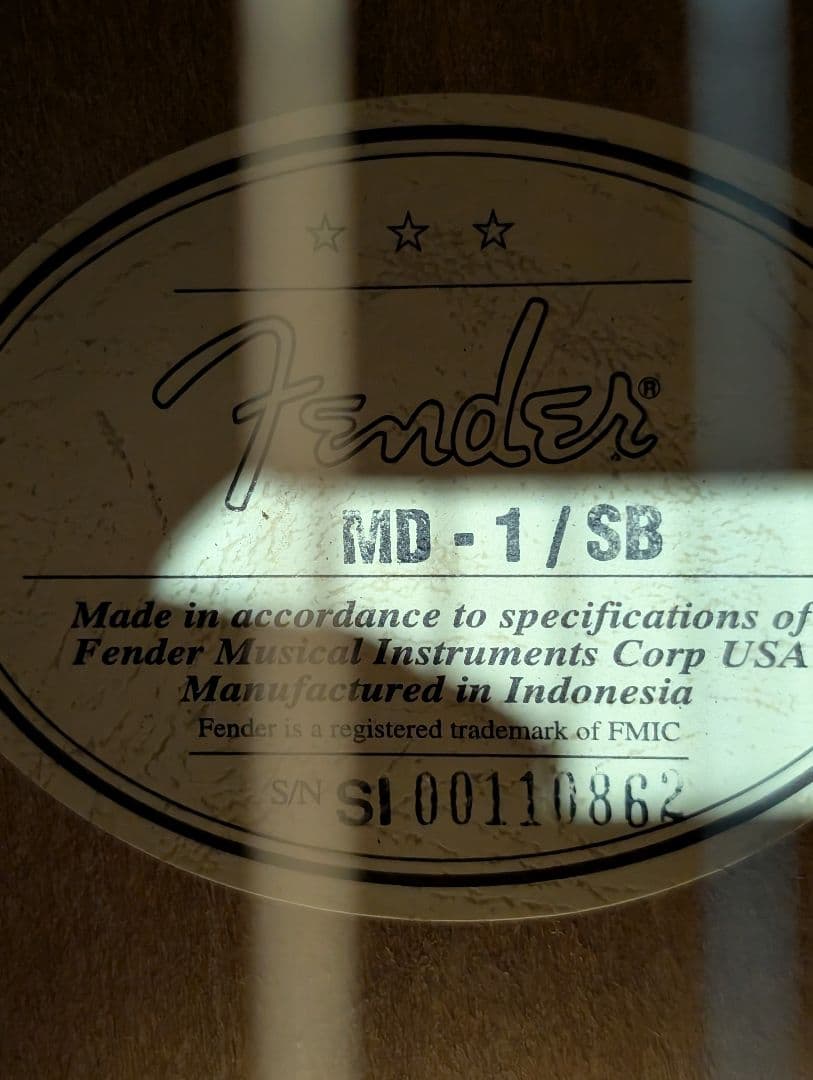 Fender®
MD - 1 / SB
Made in accordance to specifications of
Fender Musical Instruments Corp USA
Manufactured in Indonesia
Fender is a registered trademark of FMIC
S/N SI 00110862